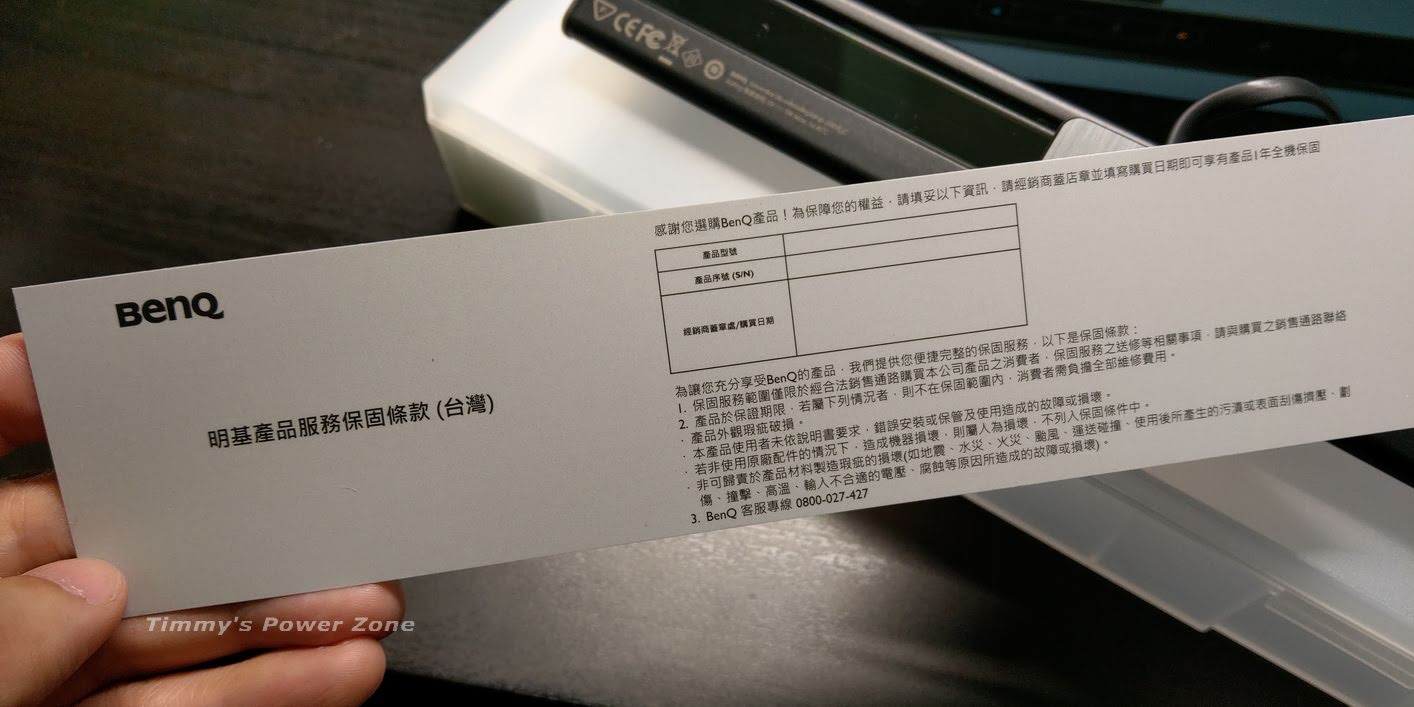 BenQ
明基產品服務保固條款 (台灣)
感謝您選購BenQ產品！為保障您的權益，請填妥以下資訊，請經銷商蓋店章並填寫購買日期即可享有產品1年全機保固
產品型號
產品序號 (S/N)
經銷商蓋章處/購買日期
為讓您充分享受BenQ的產品，我們提供您便捷完整的保固服務，以下是保固條款：
1. 保固服務範圍僅限於經合法銷售通路購買本公司產品之消費者，保固服務之送修等相關事項，請與購買之銷售通路聯絡
2. 產品於保證期限，若屬下列情況者，則不在保固範圍內，消費者需負擔全部維修費用。
· 產品外觀瑕疵破損。
· 本產品使用者未依說明書要求，錯誤安裝或保管及使用造成的故障或損壞。
· 若非使用原廠配件的情況下，造成機器損壞，則屬人為損壞，不列入保固條件中。
· 非可歸責於產品材料製造瑕疵的損壞(如地震、水災、火災、颱風、運送碰撞、使用後所產生的污漬或表面刮傷擠壓、劃
傷、撞擊、高溫、輸入不合適的電壓、腐蝕等原因所造成的故障或損壞)。
3. BenQ 客服專線 0800-027-427
CE FC
Timmy's Power Zone